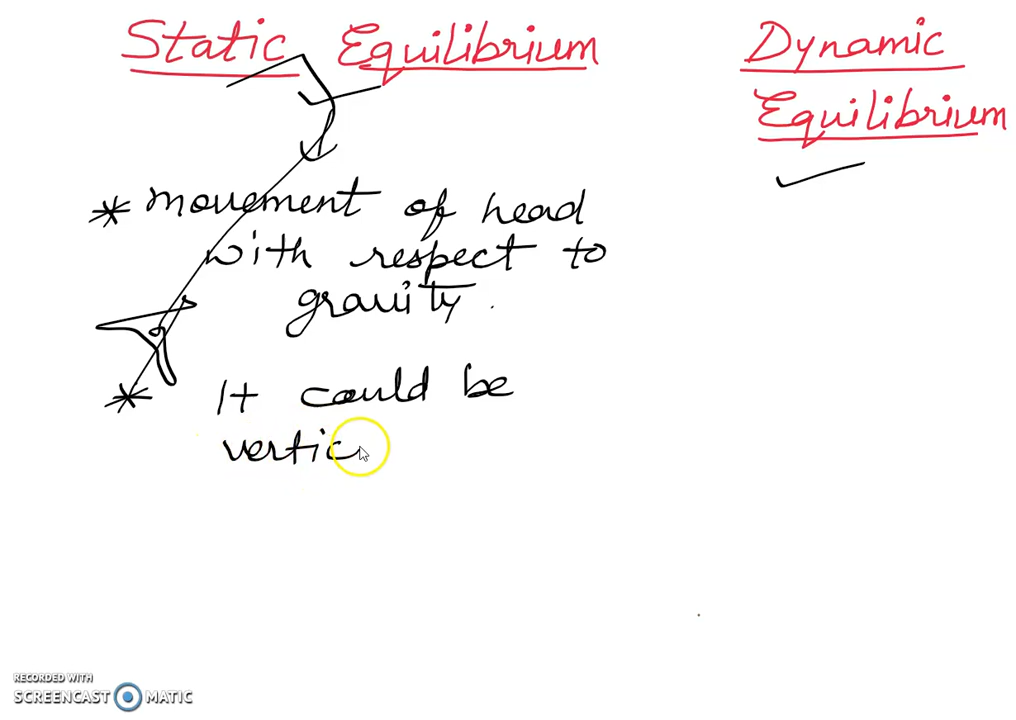 Static Equilibrium
Dynamic
Equilibrium
* movement of head
with respect to
gravity.
* It could be
vertic
RECORDED WITH
SCREENCAST MATIC